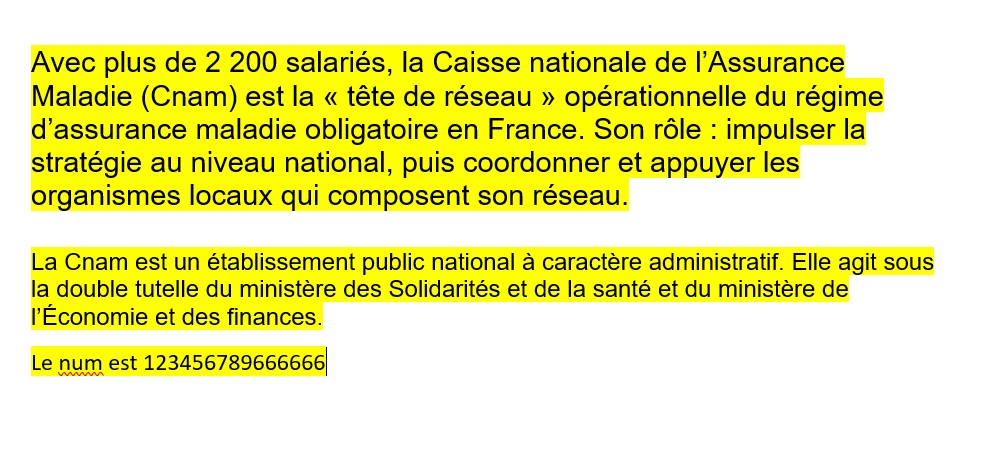 Avec plus de 2 200 salariés, la Caisse nationale de l’Assurance
Maladie (Cnam) est la « tête de réseau » opérationnelle du régime
d’assurance maladie obligatoire en France. Son rôle : impulser la
stratégie au niveau national, puis coordonner et appuyer les
organismes locaux qui composent son réseau.
La Cnam est un établissement public national à caractère administratif. Elle agit sous
la double tutelle du ministère des Solidarités et de la santé et du ministère de
l’Économie et des finances.
Le num est 123456789666666